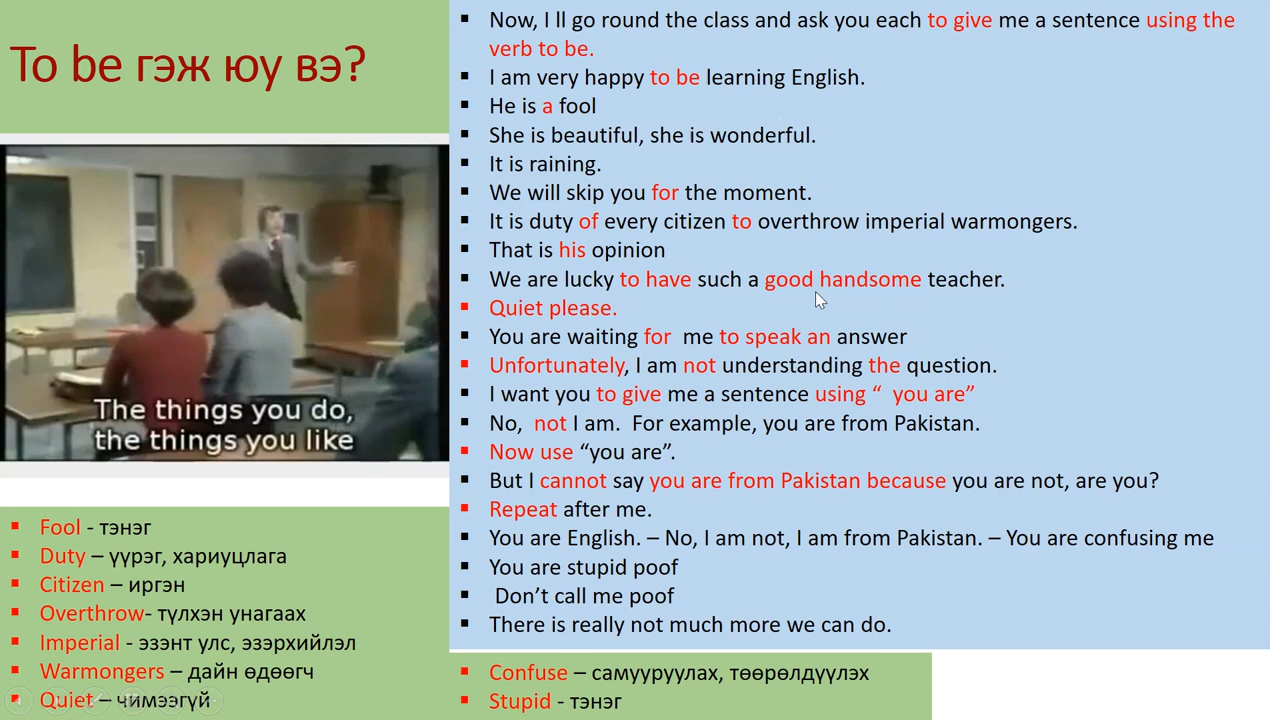 To be гэж юу вэ?
The things you do,
the things you like
Fool - тэнэг
Duty – үүрэг, хариуцлага
Citizen – иргэн
Overthrow- түлхэн унагаах
Imperial - эзэнт улс, эзэрхийлэл
Warmongers – дайн өдөөгч
Quiet – чимээгүй
Now, I ll go round the class and ask you each to give me a sentence using the
verb to be.
I am very happy to be learning English.
He is a fool
She is beautiful, she is wonderful.
It is raining.
We will skip you for the moment.
It is duty of every citizen to overthrow imperial warmongers.
That is his opinion
We are lucky to have such a good handsome teacher.
Quiet please.
You are waiting for me to speak an answer
Unfortunately, I am not understanding the question.
I want you to give me a sentence using “ you are”
No, not I am. For example, you are from Pakistan.
Now use “you are”.
But I cannot say you are from Pakistan because you are not, are you?
Repeat after me.
You are English. – No, I am not, I am from Pakistan. – You are confusing me
You are stupid poof
Don’t call me poof
There is really not much more we can do.
Confuse – самууруулах, төөрөлдүүлэх
Stupid - тэнэг